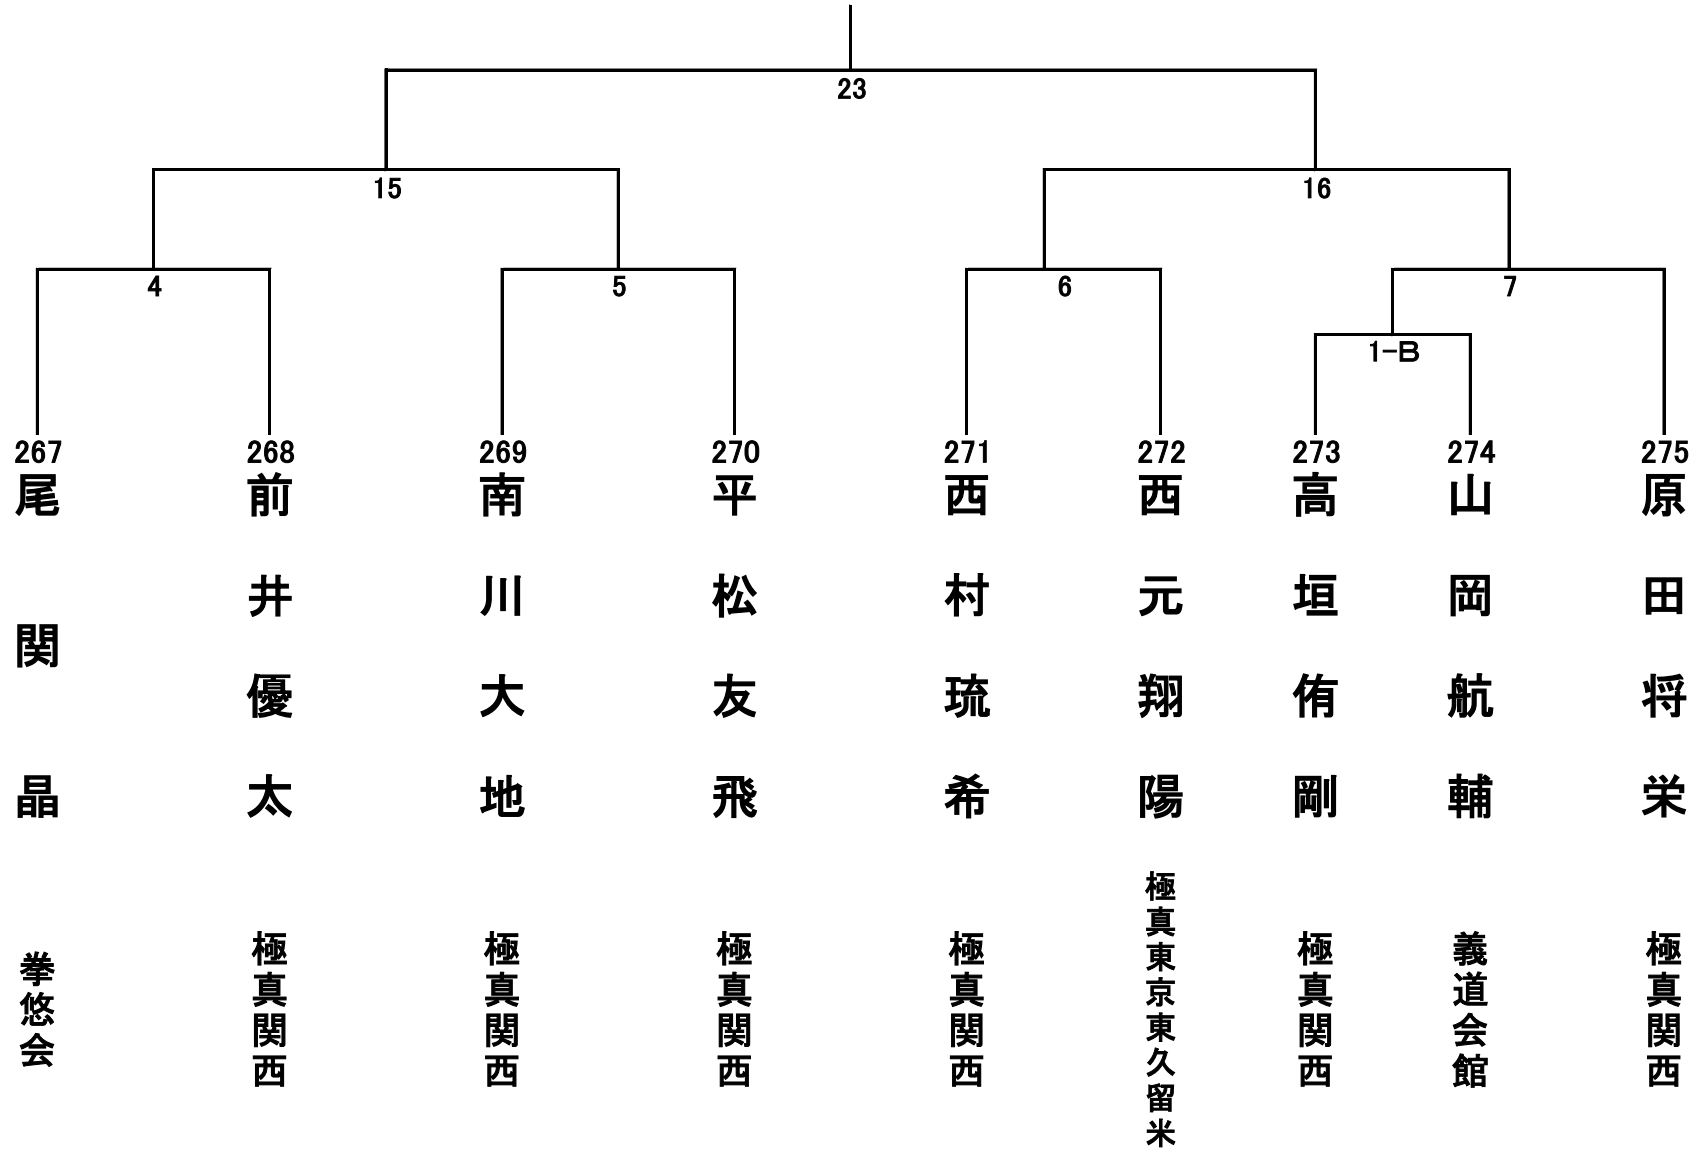 23
15
16
4
5
6
7
1-B
267
268
269
270
271
272
273
274
275
尾関晶
前井優太
南川大地
平松友飛
西村琉希
西元翔陽
高垣侑剛
山岡航輔
原田将栄
拳悠会
極真関西
極真関西
極真関西
極真関西
極真東京東久留米
極真関西
義道会館
極真関西